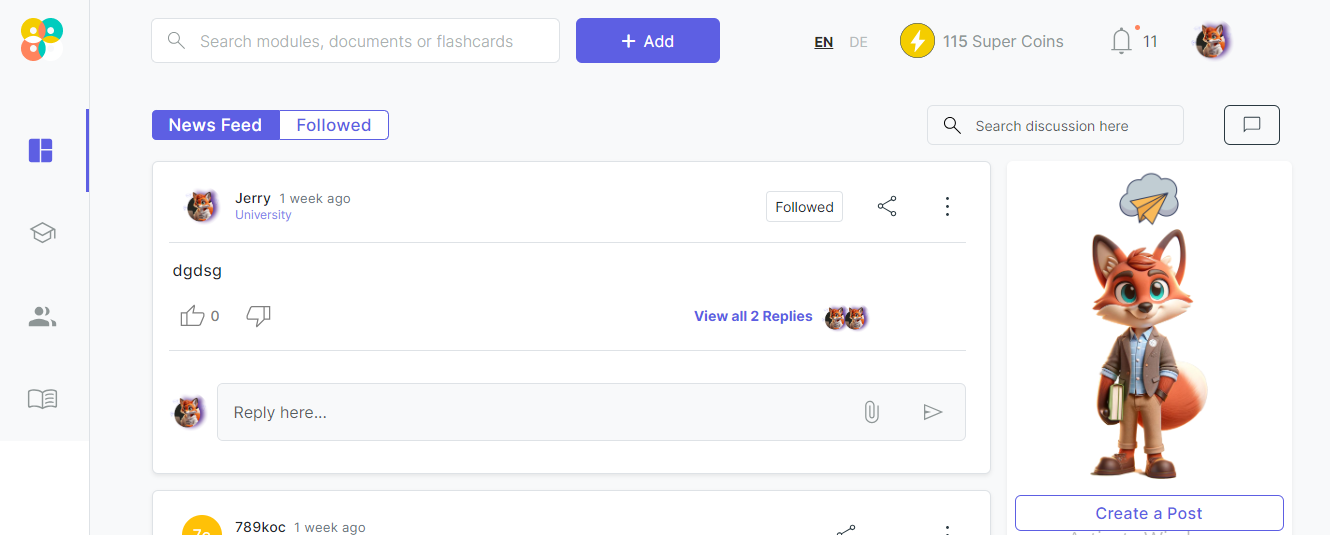 Search modules, documents or flashcards
+ Add
EN DE
115 Super Coins
11
News Feed
Followed
Search discussion here
Jerry 1 week ago
University
Followed
dgdsg
0
View all 2 Replies
Reply here...
Create a Post
789koc 1 week ago